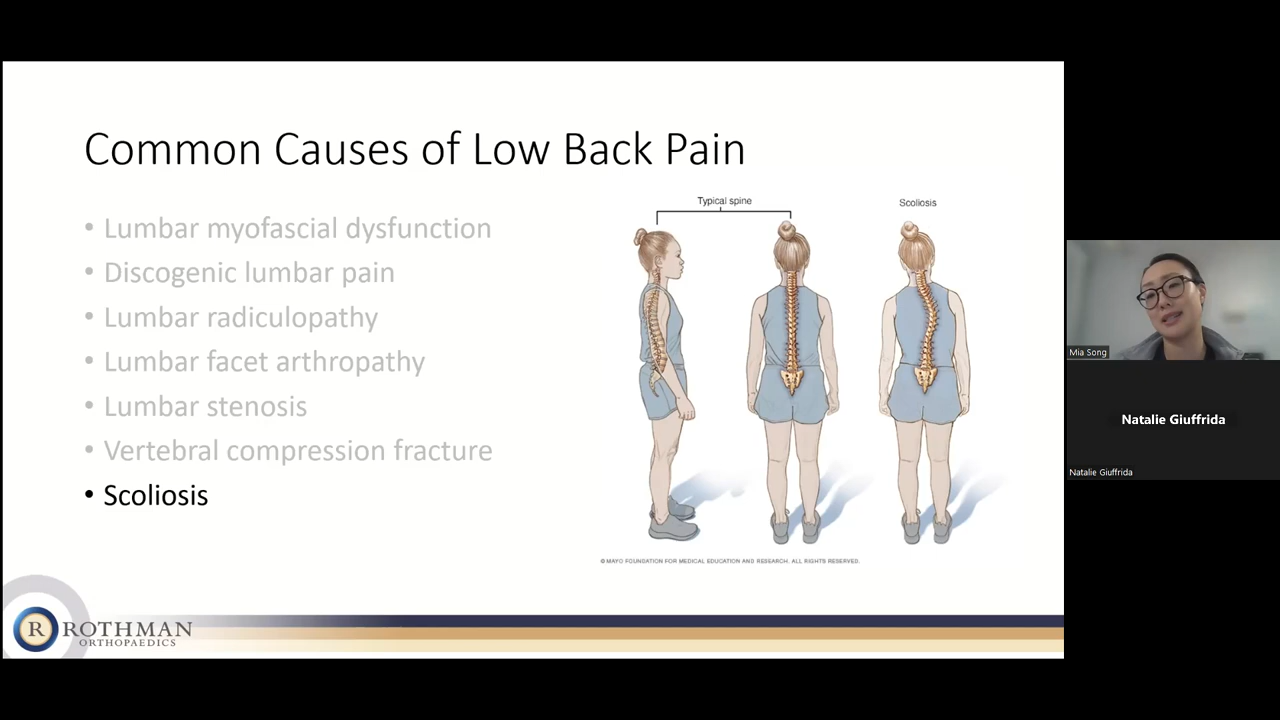 Common Causes of Low Back Pain
• Lumbar myofascial dysfunction
• Discogenic lumbar pain
• Lumbar radiculopathy
• Lumbar facet arthropathy
• Lumbar stenosis
• Vertebral compression fracture
• Scoliosis
Typical spine
Scoliosis
© MAYO FOUNDATION FOR MEDICAL EDUCATION AND RESEARCH. ALL RIGHTS RESERVED.
R ROTHMAN
ORTHOPAEDICS
Mia Song
Natalie Giuffrida
Natalie Giuffrida